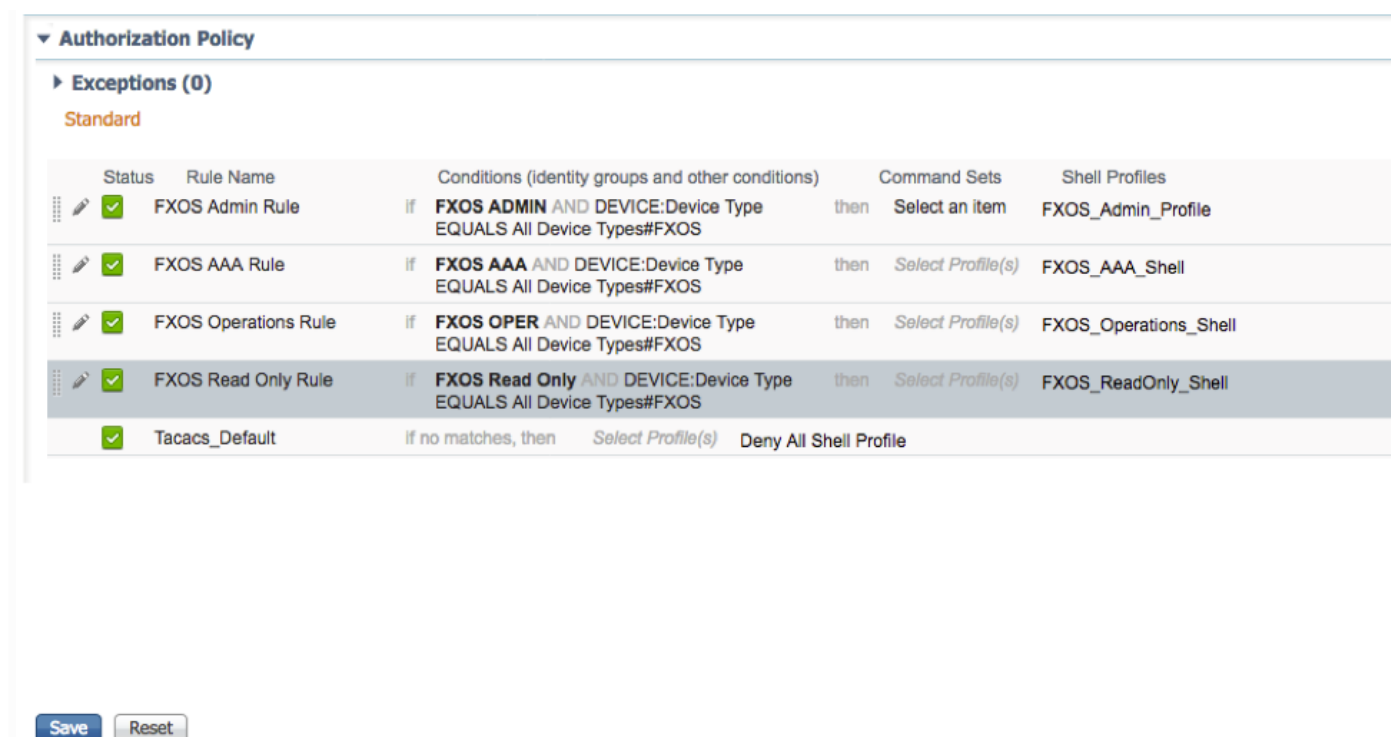 Authorization Policy
Exceptions (0)
Standard
Status Rule Name Conditions (identity groups and other conditions) Command Sets Shell Profiles
FXOS Admin Rule If FXOS ADMIN AND DEVICE:Device Type then Select an item FXOS_Admin_Profile
EQUALS All Device Types#FXOS
FXOS AAA Rule If FXOS AAA AND DEVICE:Device Type then Select Profile(s) FXOS_AAA_Shell
EQUALS All Device Types#FXOS
FXOS Operations Rule If FXOS OPER AND DEVICE:Device Type then Select Profile(s) FXOS_Operations_Shell
EQUALS All Device Types#FXOS
FXOS Read Only Rule If FXOS Read Only AND DEVICE:Device Type then Select Profile(s) FXOS_ReadOnly_Shell
EQUALS All Device Types#FXOS
Tacacs_Default If no matches, then Select Profile(s) Deny All Shell Profile
Save Reset